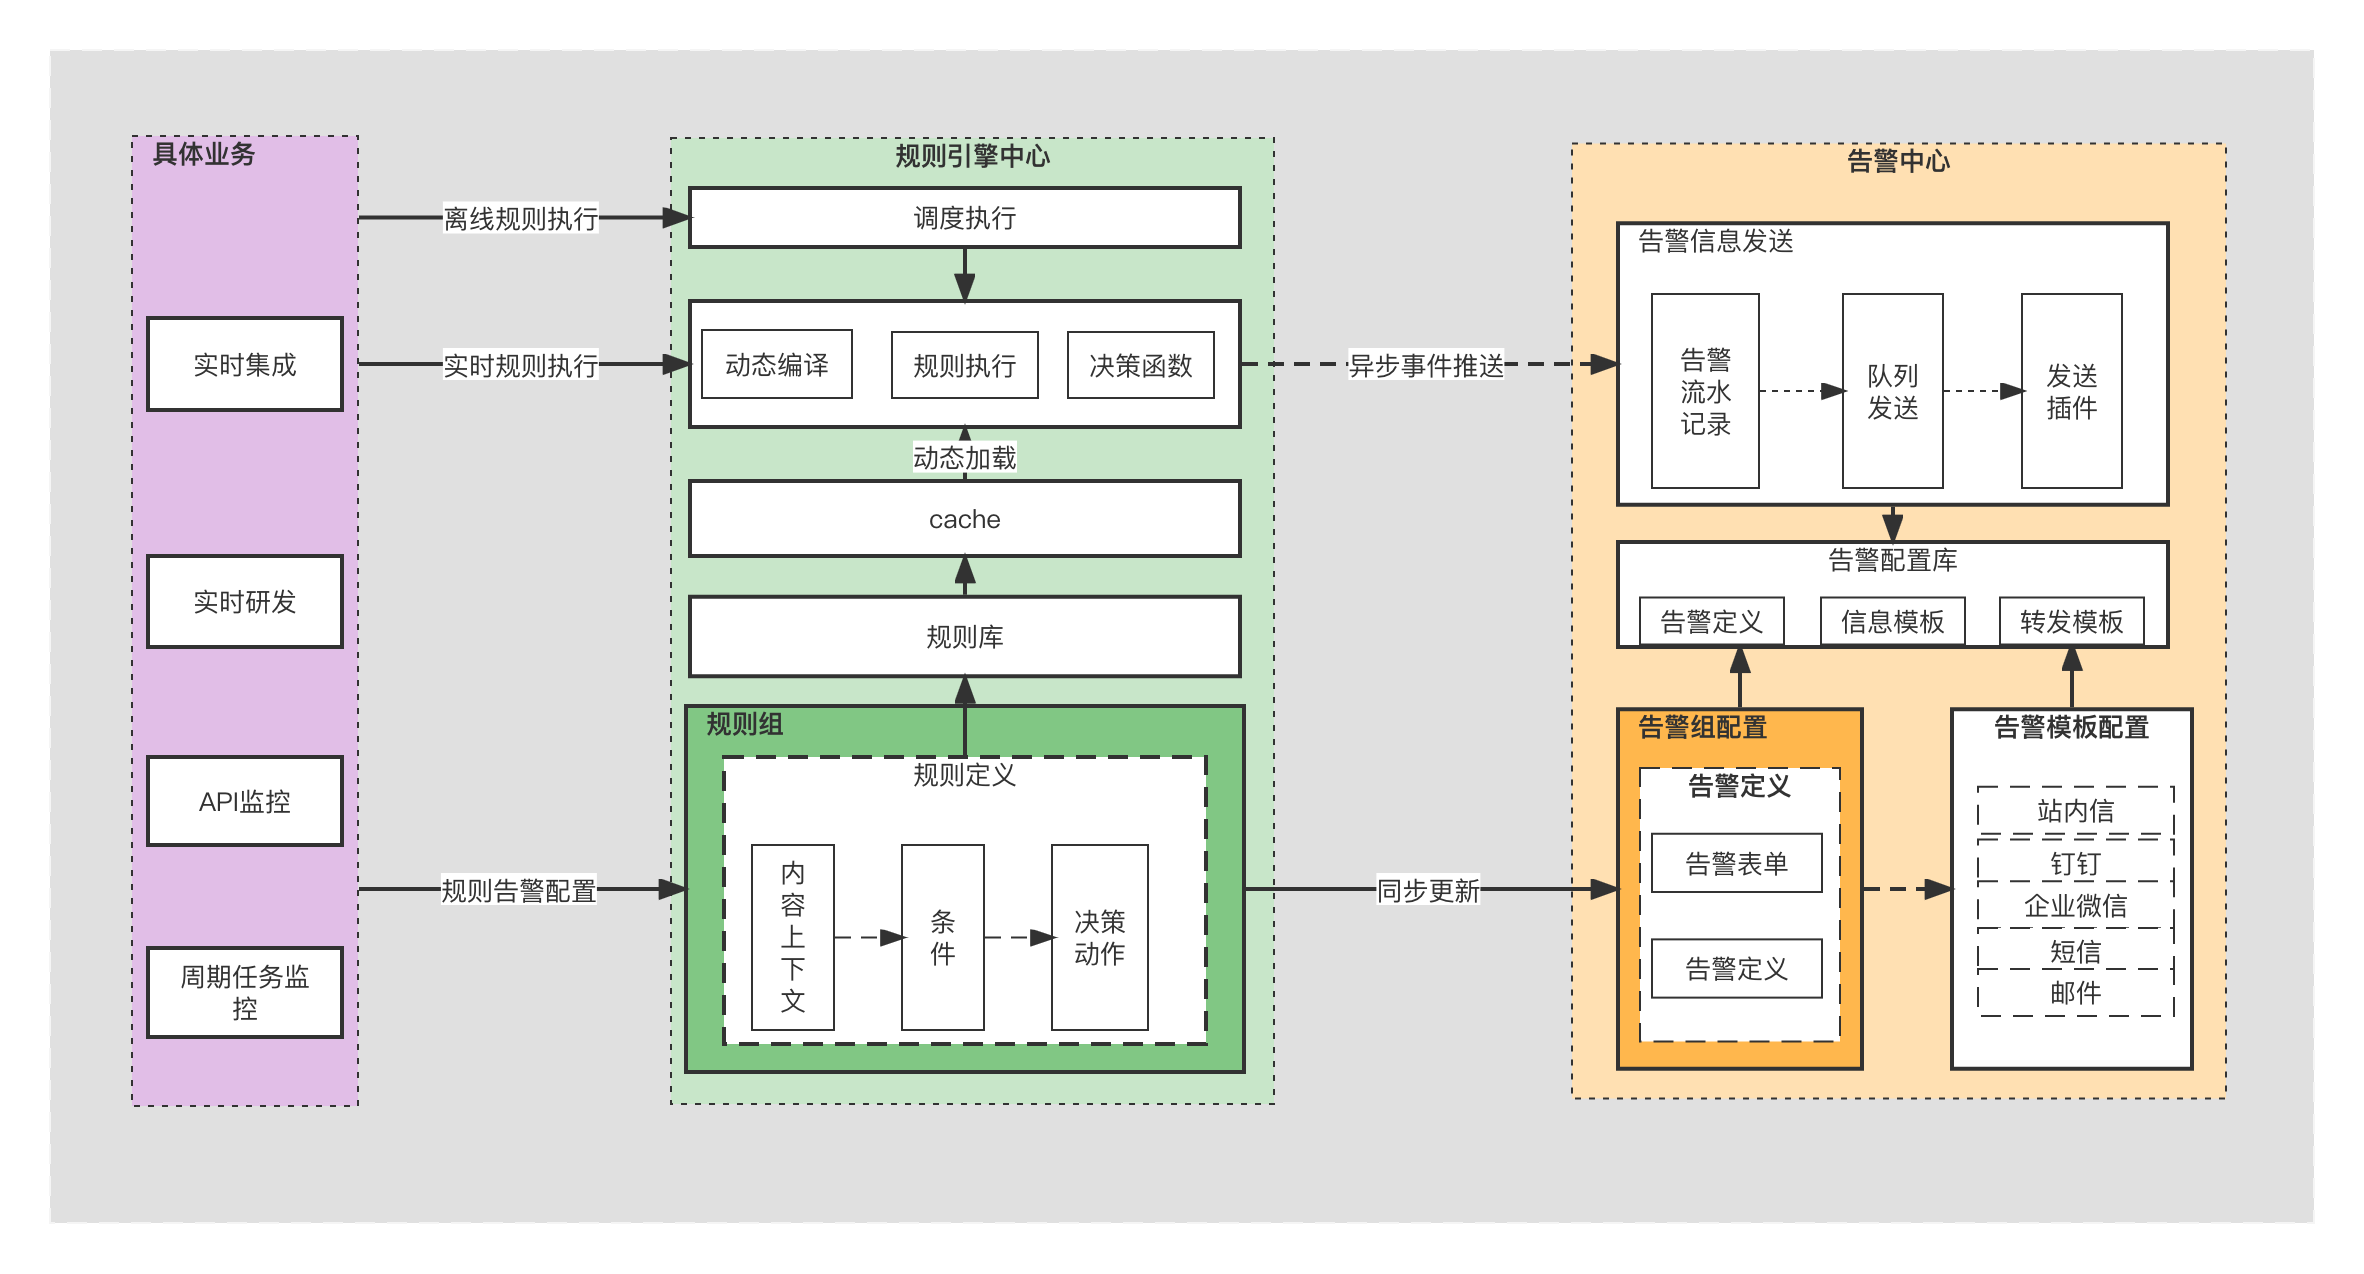 具体业务
实时集成
实时研发
API监控
周期任务监
控
离线规则执行
实时规则执行
规则告警配置
规则引擎中心
调度执行
动态编译
规则执行
决策函数
动态加载
cache
规则库
规则组
规则定义
内
容
上
下
文
条
件
决策
动作
异步事件推送
同步更新
告警中心
告警信息发送
告警
流水
记录
队列
发送
发送
插件
告警配置库
告警定义
信息模板
转发模板
告警组配置
告警定义
告警表单
告警定义
告警模板配置
站内信
钉钉
企业微信
短信
邮件